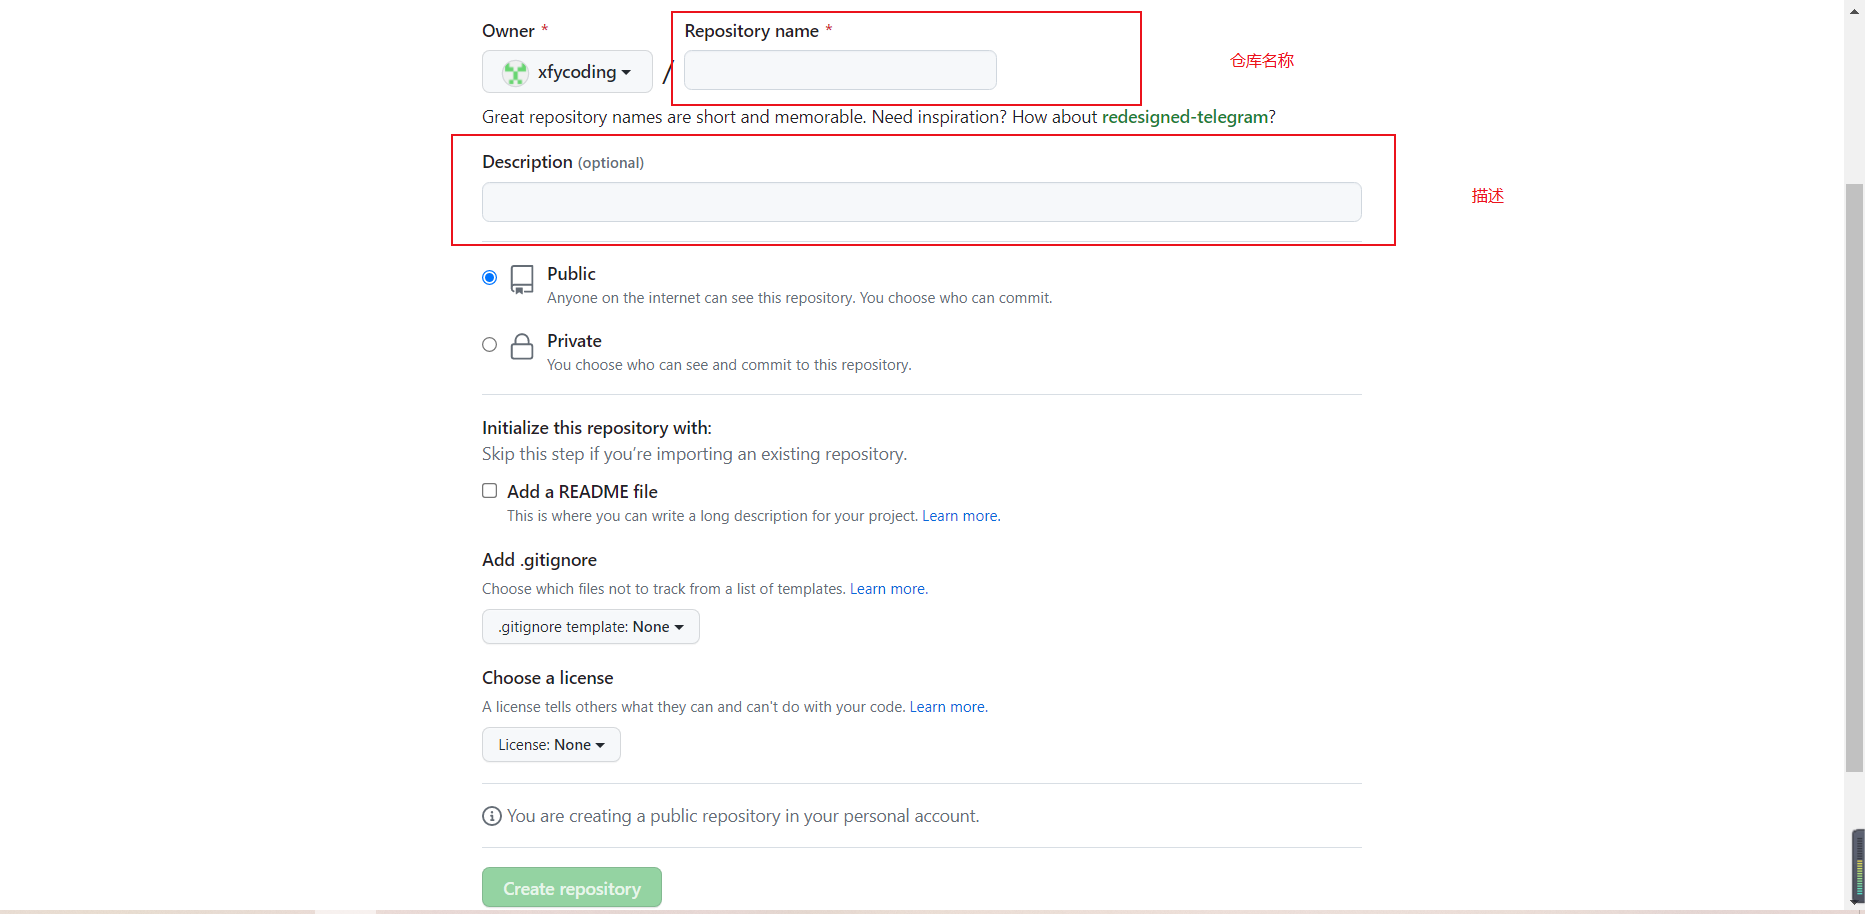 Owner *
Repository name *
xfycoding
/
仓库名称
Great repository names are short and memorable. Need inspiration? How about redesigned-telegram?
Description (optional)
描述
Public
Anyone on the internet can see this repository. You choose who can commit.
Private
You choose who can see and commit to this repository.
Initialize this repository with:
Skip this step if you’re importing an existing repository.
Add a README file
This is where you can write a long description for your project. Learn more.
Add .gitignore
Choose which files not to track from a list of templates. Learn more.
.gitignore template: None
Choose a license
A license tells others what they can and can't do with your code. Learn more.
License: None
You are creating a public repository in your personal account.
Create repository